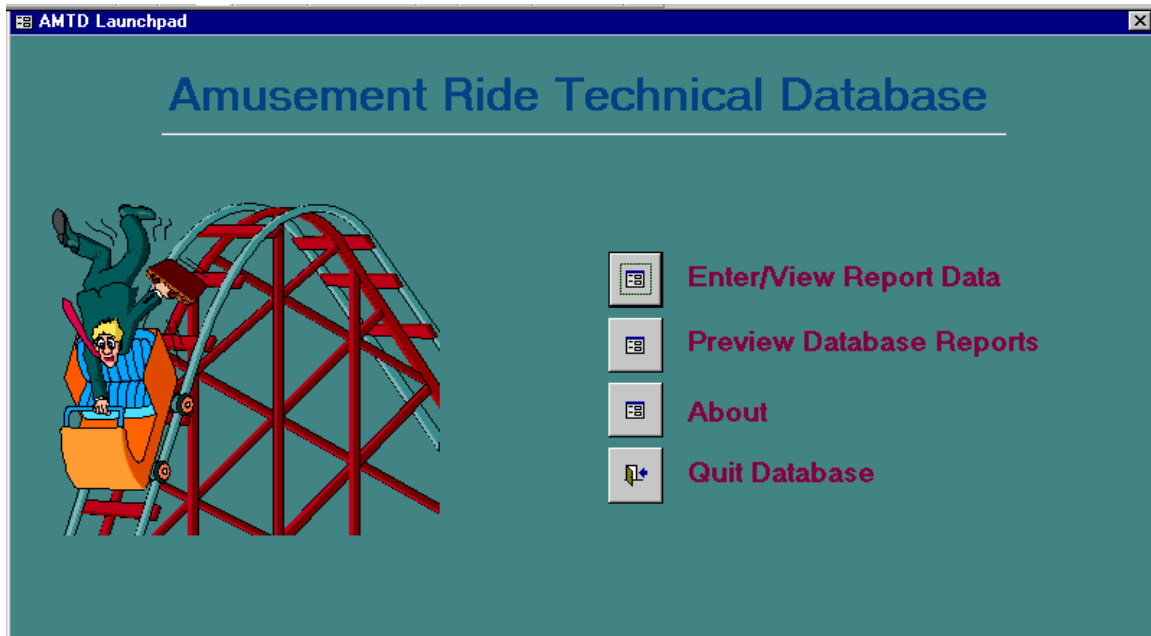 AMTD Launchpad
Amusement Ride Technical Database
Enter/View Report Data
Preview Database Reports
About
Quit Database